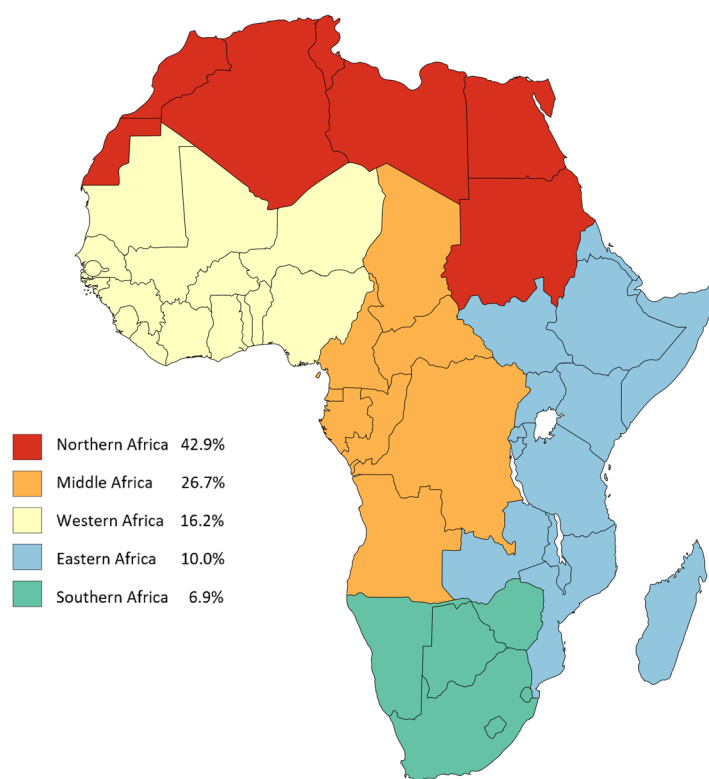 Northern Africa 42.9%
Middle Africa 26.7%
Western Africa 16.2%
Eastern Africa 10.0%
Southern Africa 6.9%